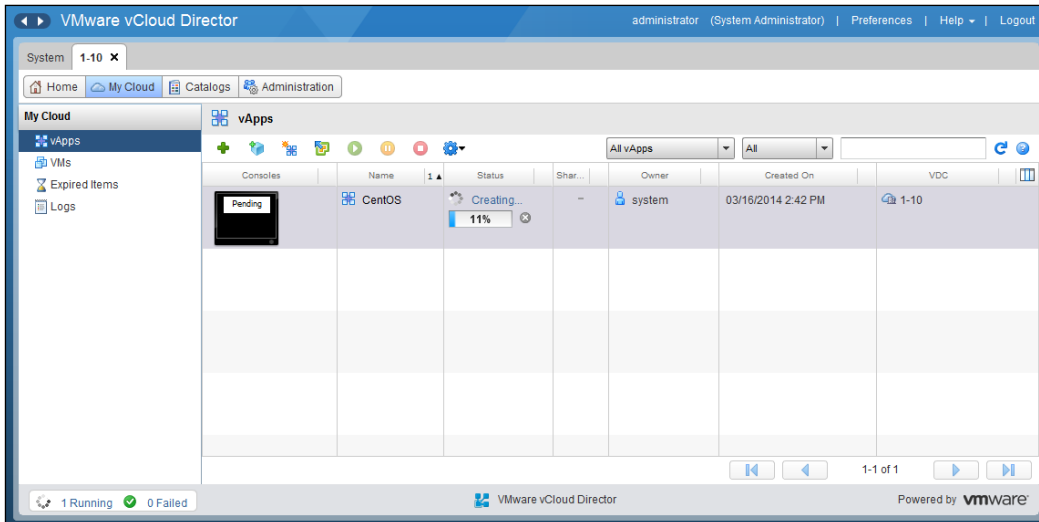 VMware vCloud Director
administrator (System Administrator) | Preferences | Help | Logout
System 1-10
Home My Cloud Catalogs Administration
My Cloud
vApps
VMs
Expired Items
Logs
vApps
All vApps All
Consoles Name 1 Status Shar... Owner Created On VDC
Pending CentOS Creating... -- system 03/16/2014 2:42 PM 1-10
11%
1-1 of 1
1 Running 0 Failed
VMware vCloud Director
Powered by vmware